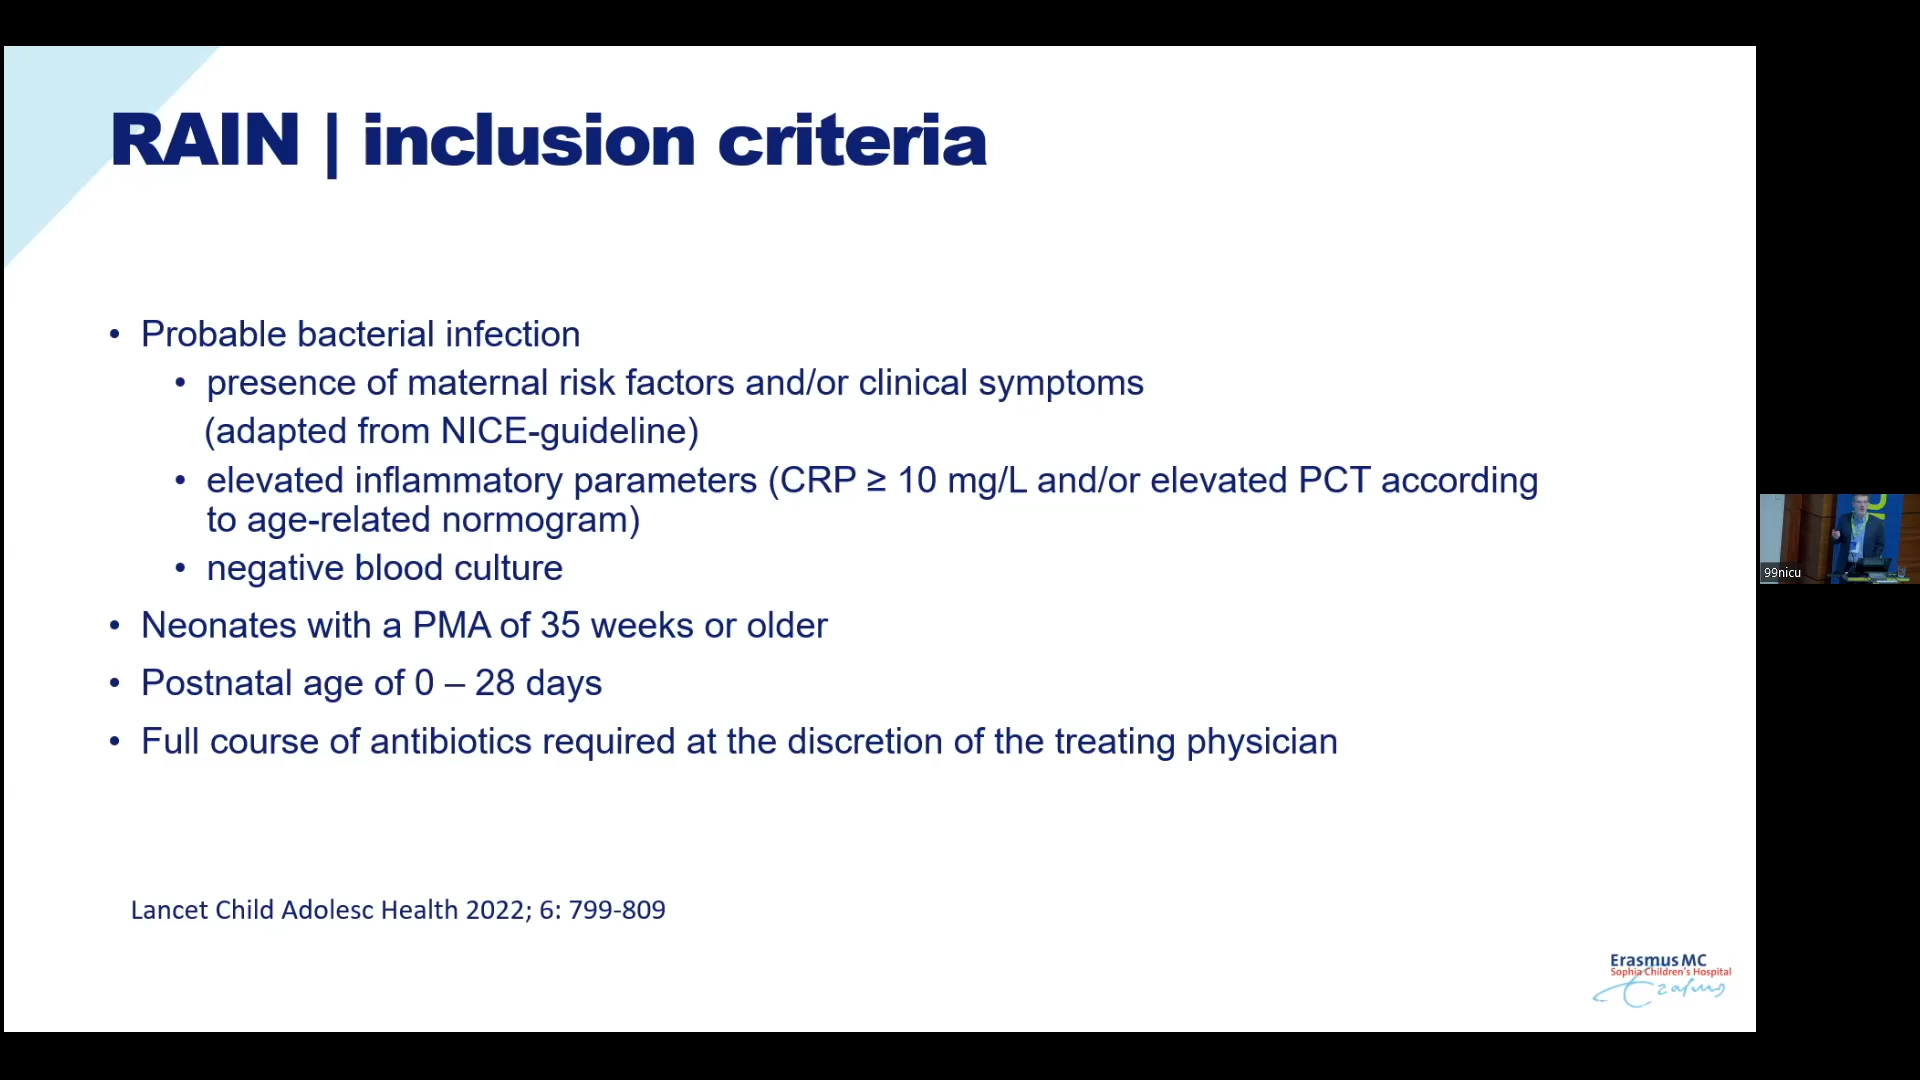 RAIN | inclusion criteria
• Probable bacterial infection
• presence of maternal risk factors and/or clinical symptoms
(adapted from NICE-guideline)
• elevated inflammatory parameters (CRP ≥ 10 mg/L and/or elevated PCT according
to age-related normogram)
• negative blood culture
• Neonates with a PMA of 35 weeks or older
• Postnatal age of 0 – 28 days
• Full course of antibiotics required at the discretion of the treating physician
Lancet Child Adolesc Health 2022; 6: 799-809
Erasmus MC
Sophia Children's Hospital
Erasmus
99nicu